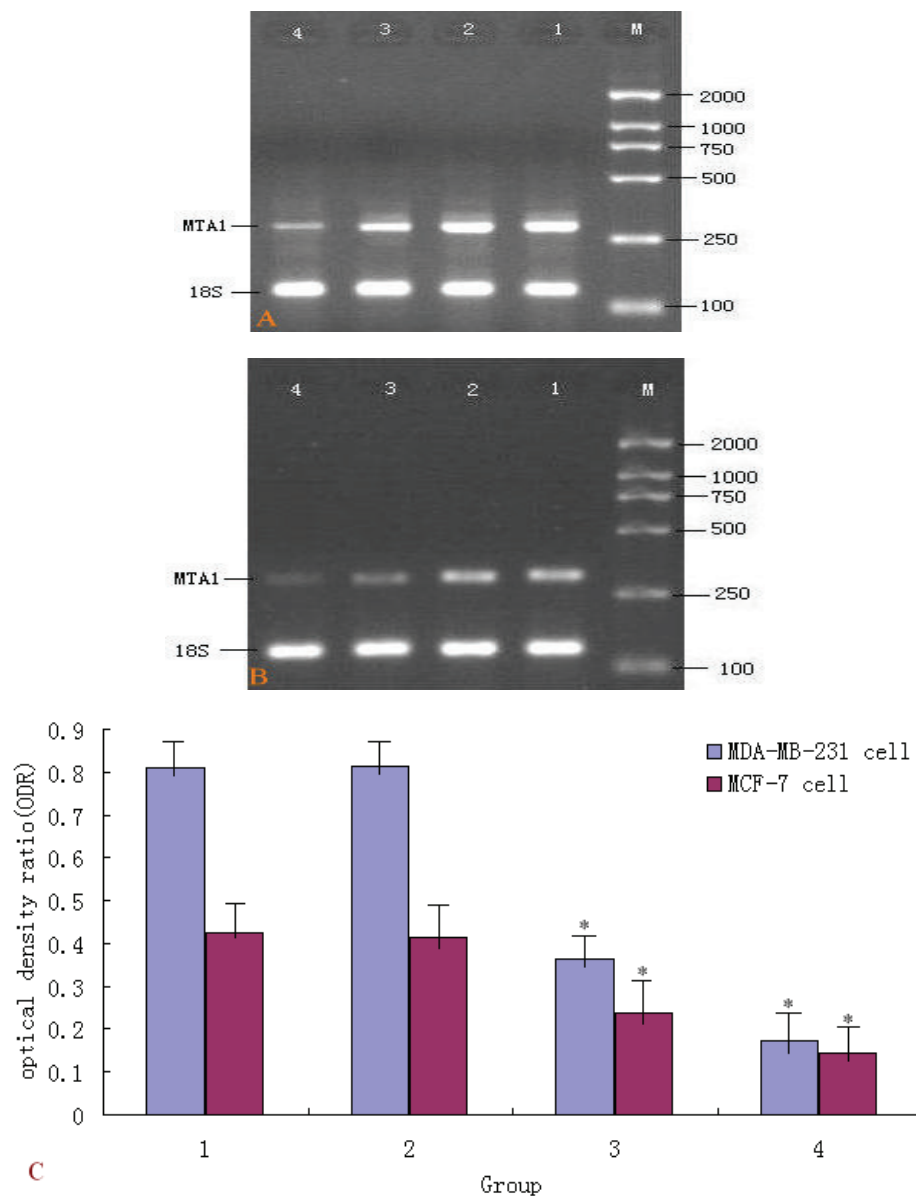 4 3 2 1 M
2000
1000
750
500
MTA1
250
18S
100
A
4 3 2 1 M
2000
1000
750
500
MTA1
250
18S
100
B
0.9
0.8
0.7
0.6
0.5
0.4
0.3
0.2
0.1
0
optical density ratio(ODR)
MDA-MB-231 cell
MCF-7 cell
* * * *
1 2 3 4
Group
C